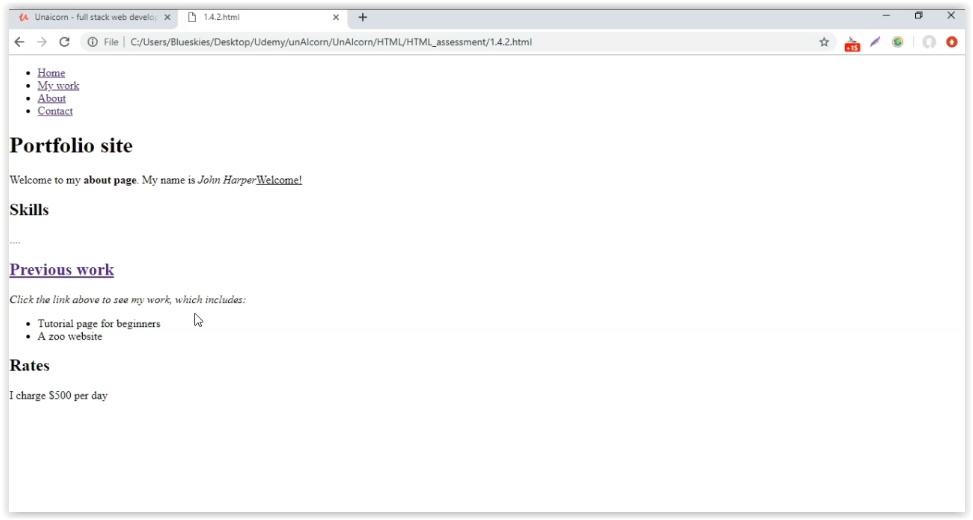 Unaicorn - full stack web develop
1.4.2.html
File | C:/Users/Blueskies/Desktop/Udemy/unAIcorn/UnAIcorn/HTML/HTML_assessment/1.4.2.html
+15
Home
My work
About
Contact
Portfolio site
Welcome to my about page. My name is John HarperWelcome!
Skills
....
Previous work
Click the link above to see my work, which includes:
Tutorial page for beginners
A zoo website
Rates
I charge $500 per day